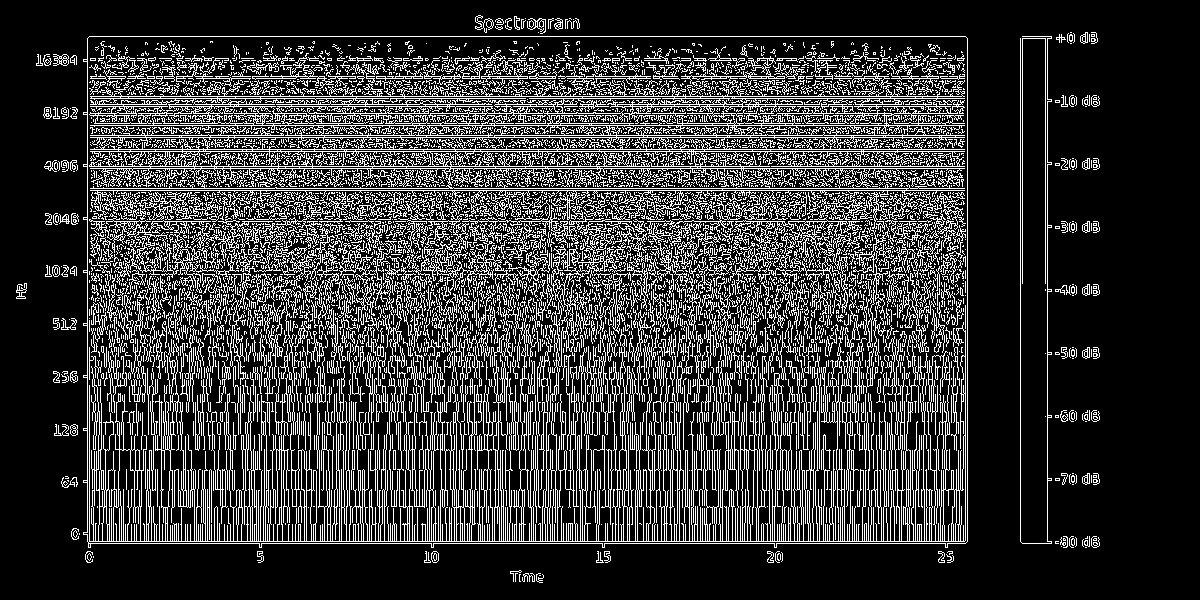 Spectrogram
+0 dB
16384
-10 dB
8192
4096
-20 dB
2048
-30 dB
1024
Hz
-40 dB
512
-50 dB
256
-60 dB
128
64
-70 dB
0
-80 dB
0 5 10 15 20 25
Time